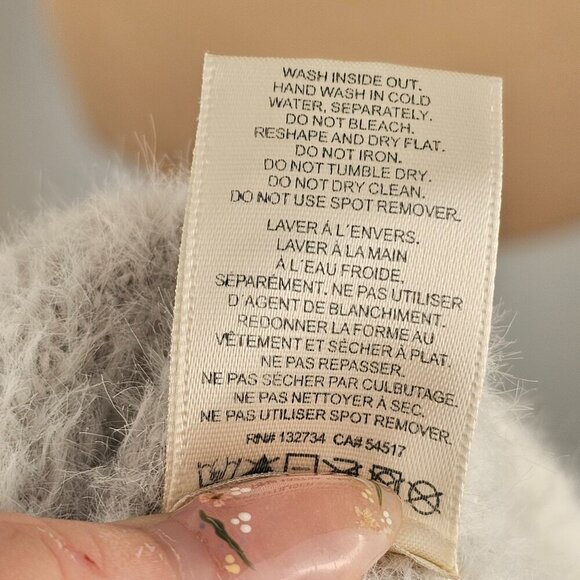 WASH INSIDE OUT.
HAND WASH IN COLD
WATER, SEPARATELY.
DO NOT BLEACH.
RESHAPE AND DRY FLAT.
DO NOT IRON.
DO NOT TUMBLE DRY.
DO NOT DRY CLEAN.
DO NOT USE SPOT REMOVER.
LAVER À L'ENVERS.
LAVER À LA MAIN
À L'EAU FROIDE.
SÉPARÉMENT. NE PAS UTILISER
D'AGENT DE BLANCHIMENT.
REDONNER LA FORME AU
VÊTEMENT ET SÉCHER À PLAT.
NE PAS REPASSER.
NE PAS SÉCHER PAR CULBUTAGE.
NE PAS NETTOYER À SEC.
NE PAS UTILISER SPOT REMOVER.
RN# 132734 CA# 54517